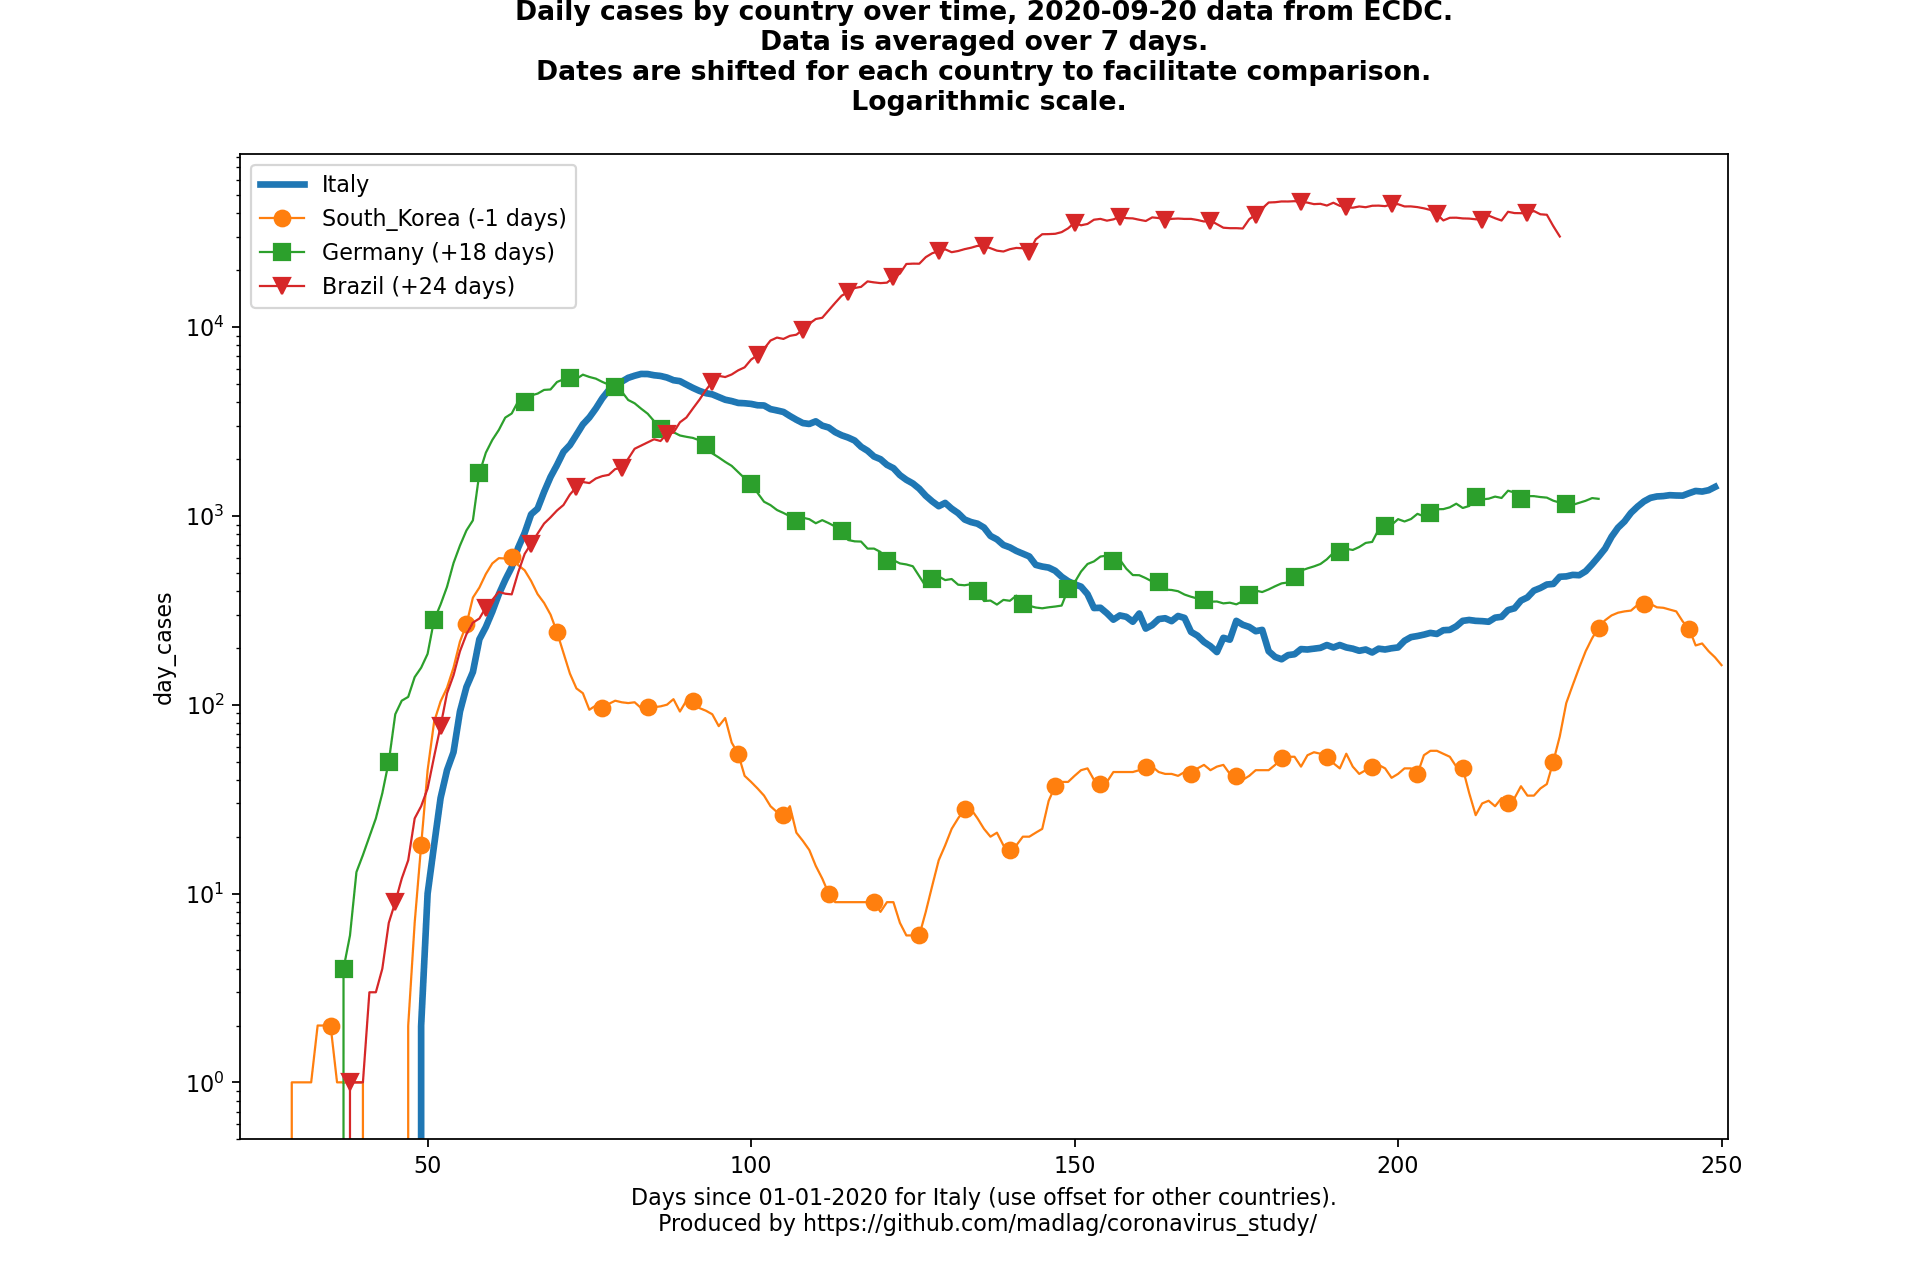 Daily cases by country over time, 2020-09-20 data from ECDC.
Data is averaged over 7 days.
Dates are shifted for each country to facilitate comparison.
Logarithmic scale.
Italy
South_Korea (-1 days)
Germany (+18 days)
Brazil (+24 days)
10⁴
10³
10²
10¹
10⁰
day_cases
50
100
150
200
250
Days since 01-01-2020 for Italy (use offset for other countries).
Produced by https://github.com/madlag/coronavirus_study/